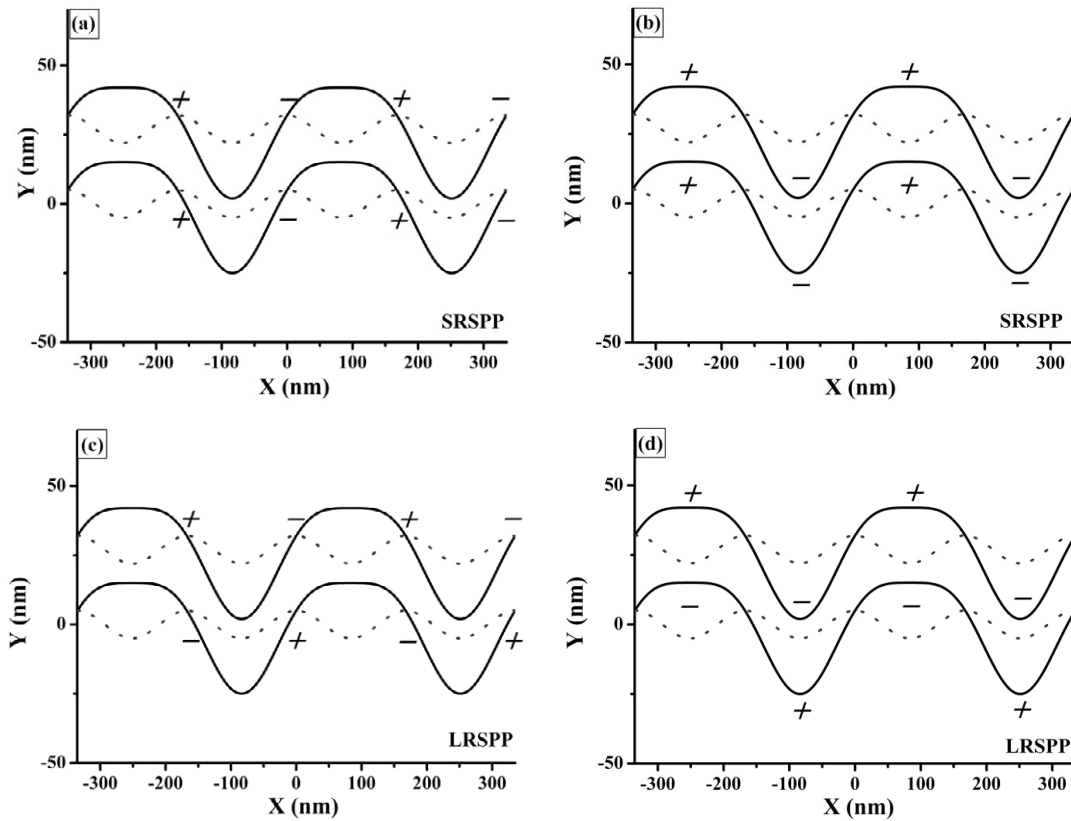 (a)
50
+ − + −
0
+ − + −
-50
SRSPP
-300 -200 -100 0 100 200 300
X (nm)
Y (nm)
(b)
+ +
50
− −
+ +
0
− −
-50
SRSPP
-300 -200 -100 0 100 200 300
X (nm)
Y (nm)
(c)
50
+ − + −
0
− + − +
-50
LRSPP
-300 -200 -100 0 100 200 300
X (nm)
Y (nm)
(d)
+ +
50
− −
− −
0
+ +
-50
LRSPP
-300 -200 -100 0 100 200 300
X (nm)
Y (nm)